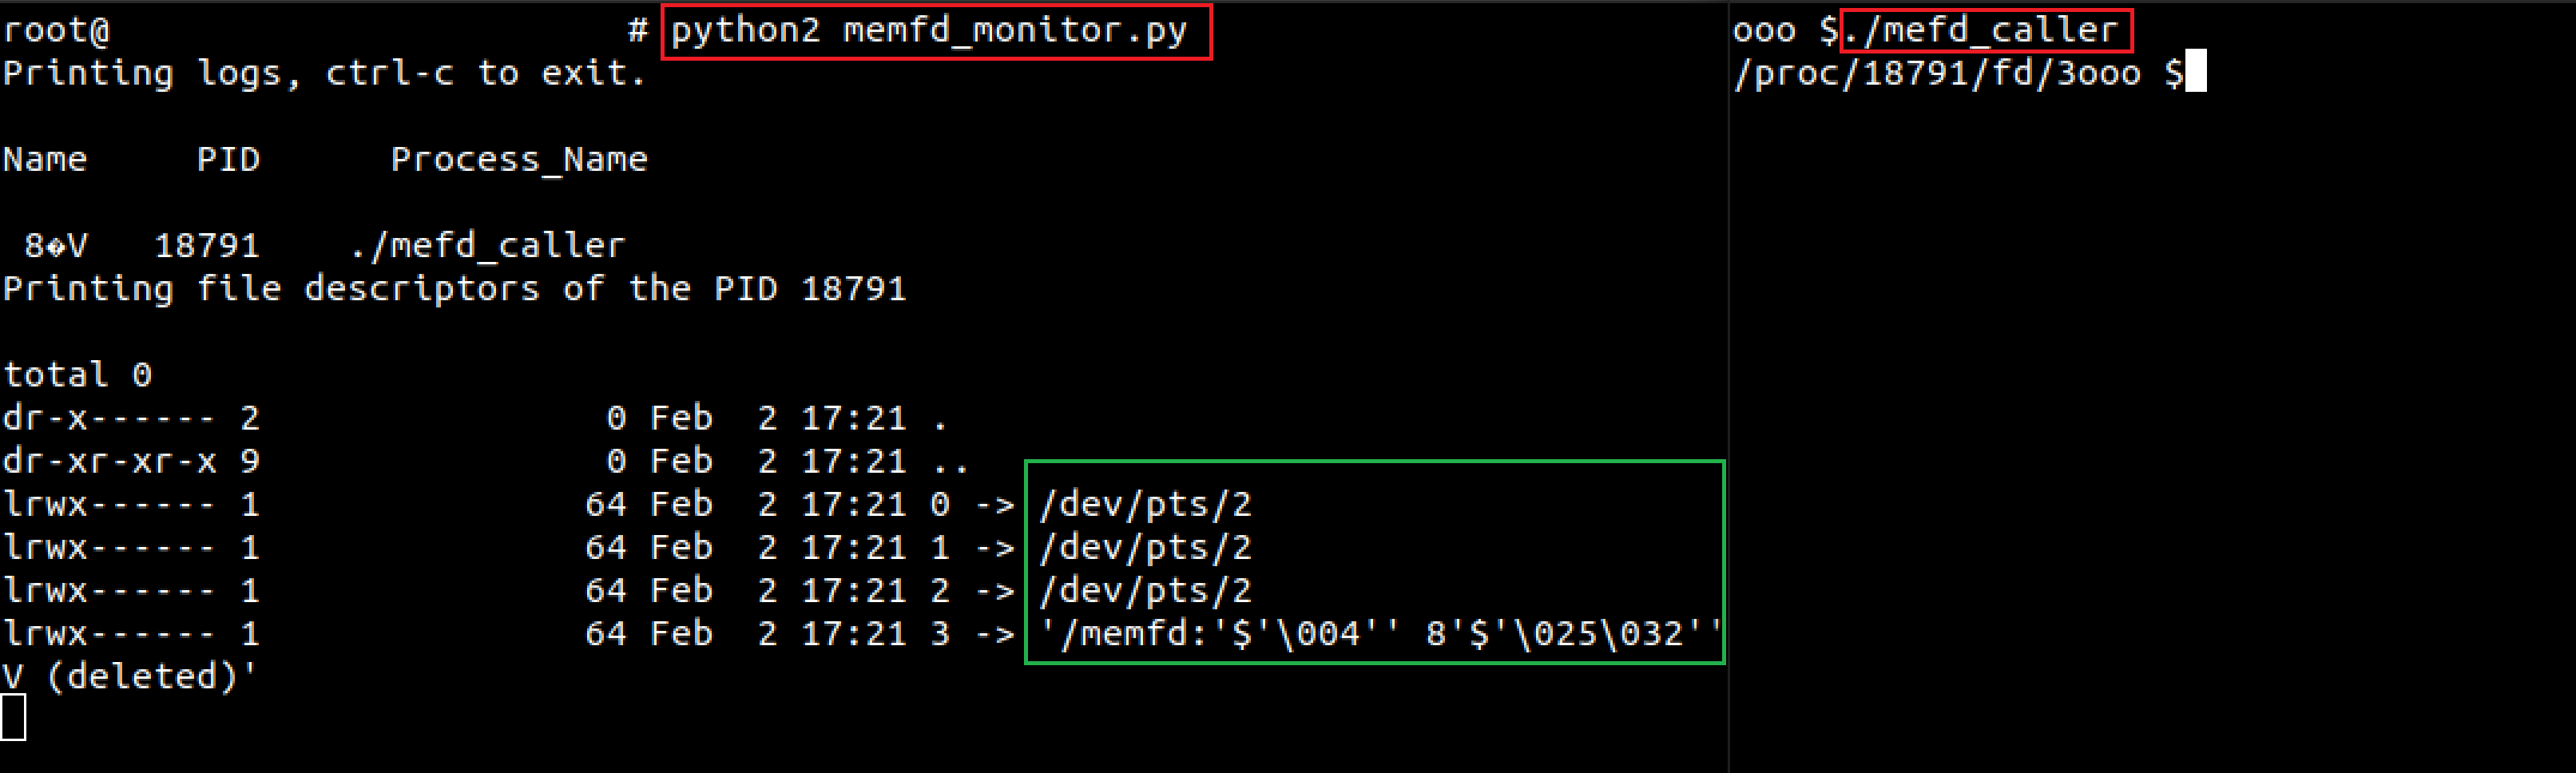 root@ # python2 memfd_monitor.py
Printing logs, ctrl-c to exit.
Name PID Process_Name
8�V 18791 ./mefd_caller
Printing file descriptors of the PID 18791
total 0
dr-x------ 2 0 Feb 2 17:21 .
dr-xr-xr-x 9 0 Feb 2 17:21 ..
lrwx------ 1 64 Feb 2 17:21 0 -> /dev/pts/2
lrwx------ 1 64 Feb 2 17:21 1 -> /dev/pts/2
lrwx------ 1 64 Feb 2 17:21 2 -> /dev/pts/2
lrwx------ 1 64 Feb 2 17:21 3 -> '/memfd:'$'\004'' 8'$'\025\032''
V (deleted)'
ooo $./mefd_caller
/proc/18791/fd/3ooo $